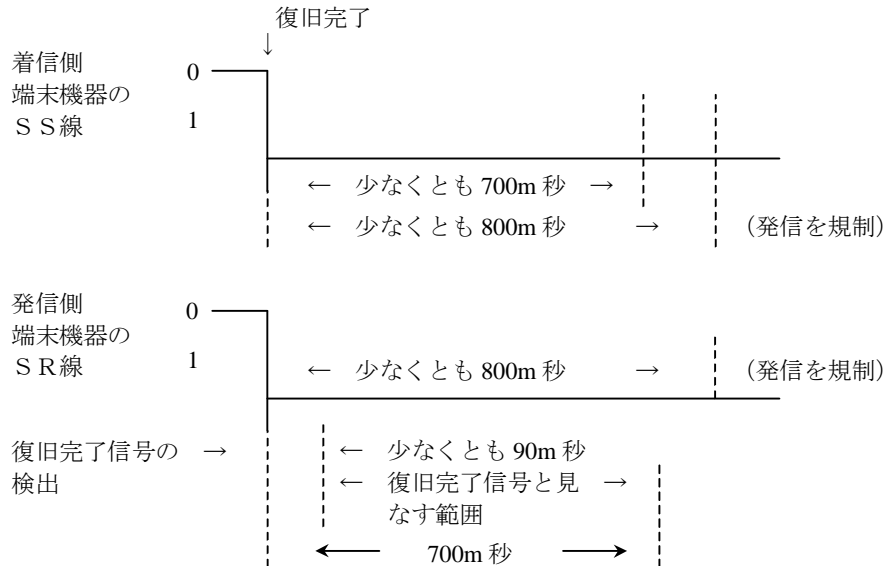 復旧完了
↓
着信側
端末機器の
ＳＳ線
0
1
← 少なくとも 700m 秒 →
← 少なくとも 800m 秒 → （発信を規制）
発信側
端末機器の
ＳＲ線
0
1
← 少なくとも 800m 秒 → （発信を規制）
復旧完了信号の →
検出
← 少なくとも 90m 秒
← 復旧完了信号と見 →
なす範囲
700m 秒